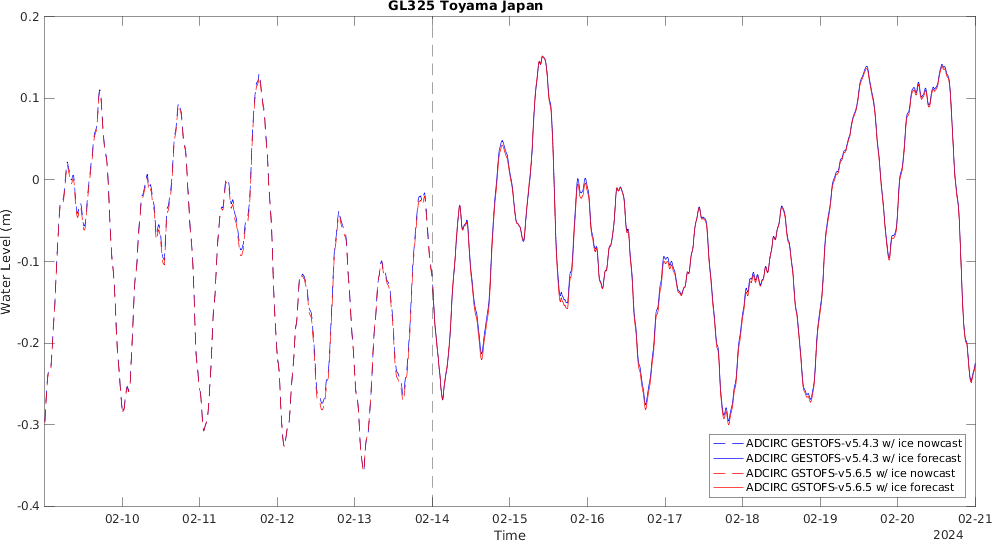 GL325 Toyama Japan
0.2
0.1
0
-0.1
-0.2
-0.3
-0.4
Water Level (m)
ADCIRC GESTOFS-v5.4.3 w/ ice nowcast
ADCIRC GESTOFS-v5.4.3 w/ ice forecast
ADCIRC GSTOFS-v5.6.5 w/ ice nowcast
ADCIRC GSTOFS-v5.6.5 w/ ice forecast
02-10 02-11 02-12 02-13 02-14 02-15 02-16 02-17 02-18 02-19 02-20 02-21
Time
2024